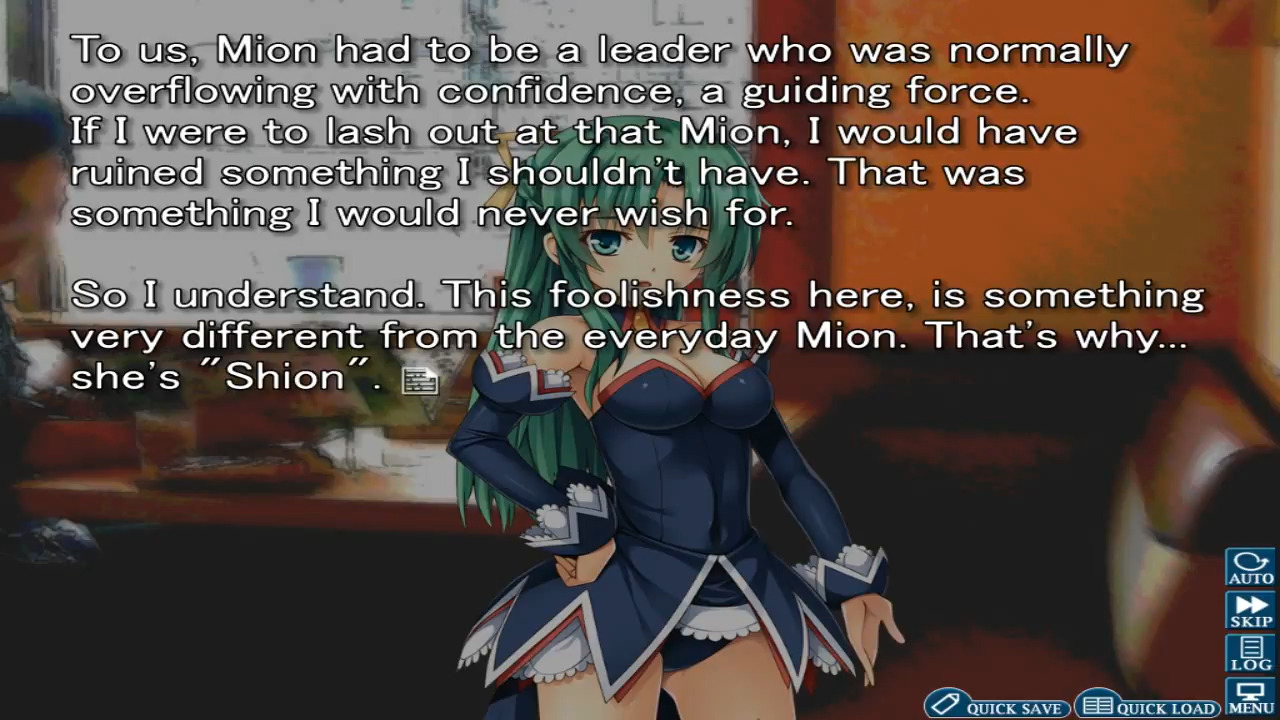 To us, Mion had to be a leader who was normally
overflowing with confidence, a guiding force.
If I were to lash out at that Mion, I would have
ruined something I shouldn't have. That was
something I would never wish for.
So I understand. This foolishness here, is something
very different from the everyday Mion. That's why...
she's "Shion".
AUTO
SKIP
LOG
MENU
QUICK SAVE
QUICK LOAD